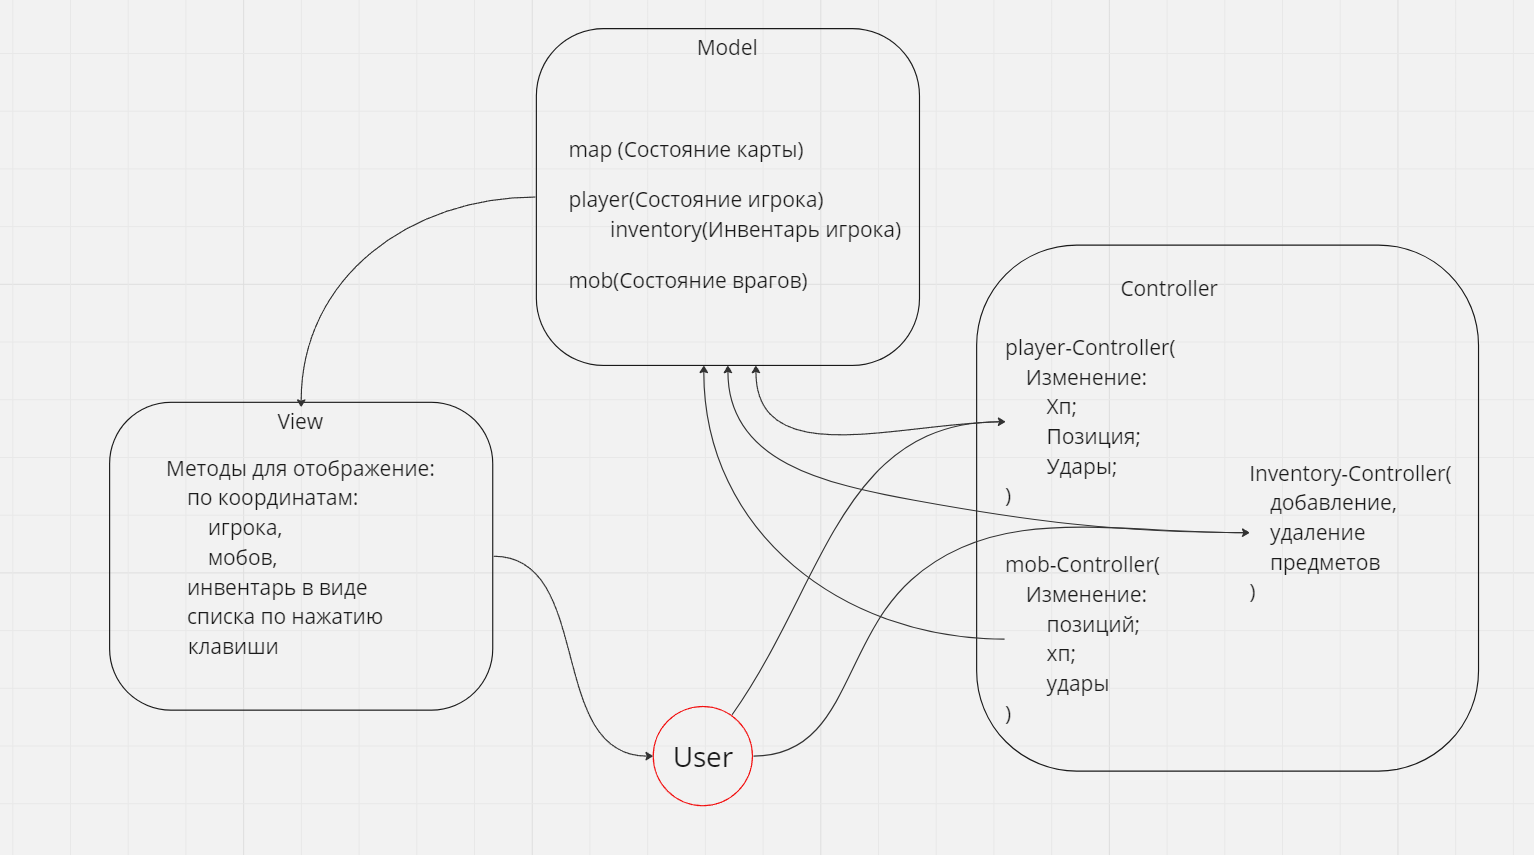 Model
map (Состояние карты)
player(Состояние игрока)
inventory(Инвентарь игрока)
mob(Состояние врагов)
View
Методы для отображение:
по координатам:
игрока,
мобов,
инвентарь в виде
списка по нажатию
клавиши
User
Controller
player-Controller(
Изменение:
Хп;
Позиция;
Удары;
)
mob-Controller(
Изменение:
позиций;
хп;
удары
)
Inventory-Controller(
добавление,
удаление
предметов
)